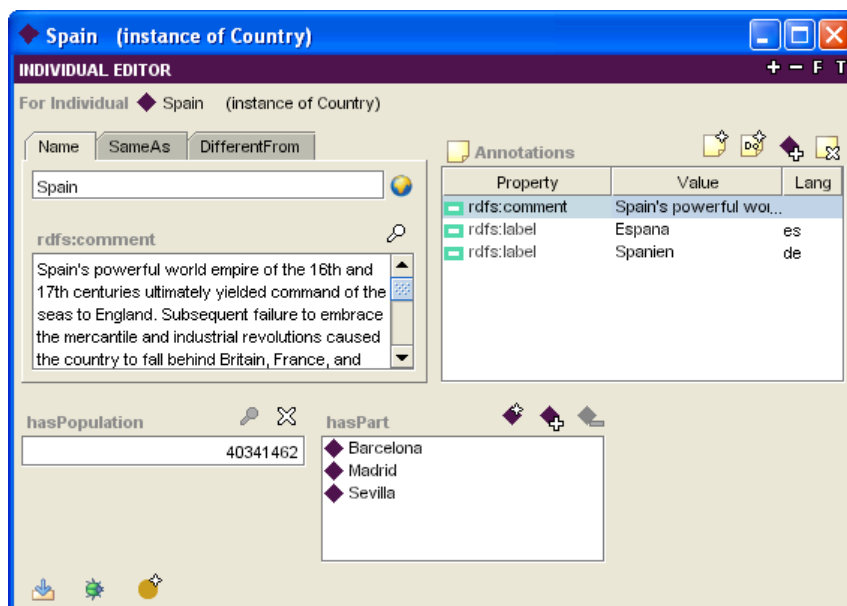 Spain (instance of Country)
INDIVIDUAL EDITOR
+ − F T
For Individual Spain (instance of Country)
Name SameAs DifferentFrom
Spain
rdfs:comment
Spain's powerful world empire of the 16th and
17th centuries ultimately yielded command of the
seas to England. Subsequent failure to embrace
the mercantile and industrial revolutions caused
the country to fall behind Britain, France, and
Annotations
Property Value Lang
rdfs:comment Spain's powerful wor...
rdfs:label Espana es
rdfs:label Spanien de
hasPopulation
40341462
hasPart
Barcelona
Madrid
Sevilla